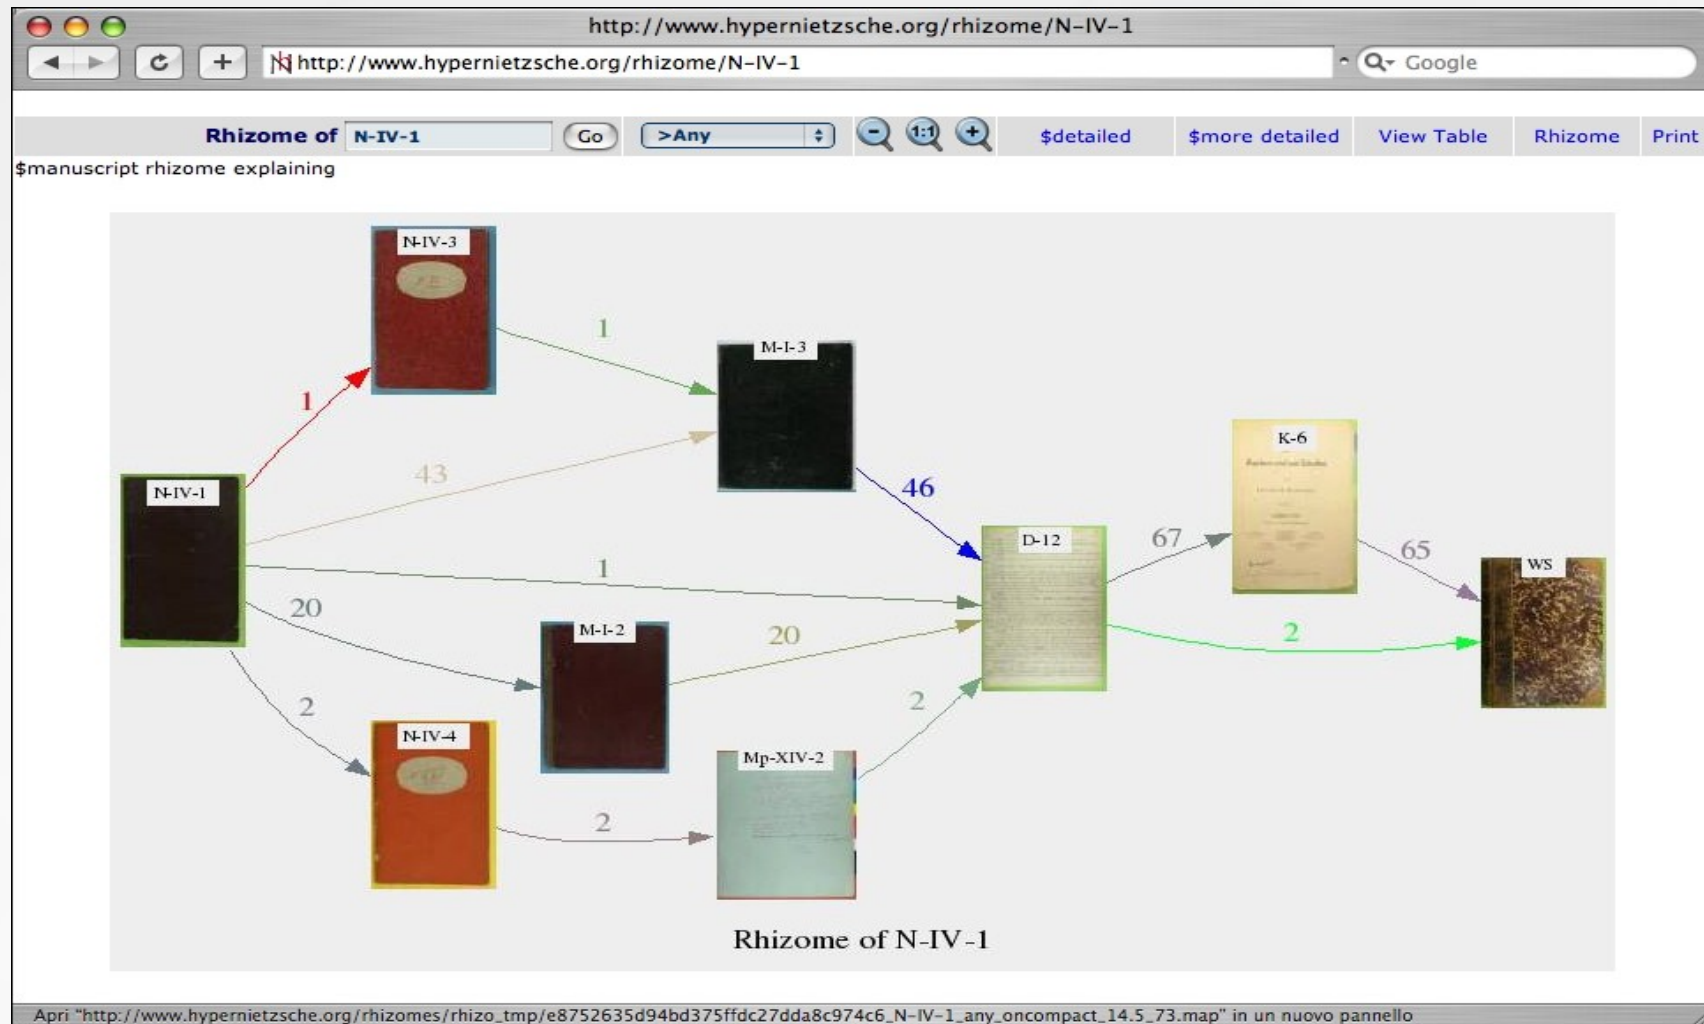 http://www.hypernietzsche.org/rhizome/N-IV-1
http://www.hypernietzsche.org/rhizome/N-IV-1
Google
Rhizome of N-IV-1 Go >Any 1:1 $detailed $more detailed View Table Rhizome Print
$manuscript rhizome explaining
N-IV-3
1
M-I-3
1
43
K-6
N-IV-1
46
D-12
67
65
WS
1
20
M-I-2
20
2
2
2
N-IV-4
Mp-XIV-2
2
Rhizome of N-IV-1
Apri "http://www.hypernietzsche.org/rhizomes/rhizo_tmp/e8752635d94bd375ffdc27dda8c974c6_N-IV-1_any_oncompact_14.5_73.map" in un nuovo pannello